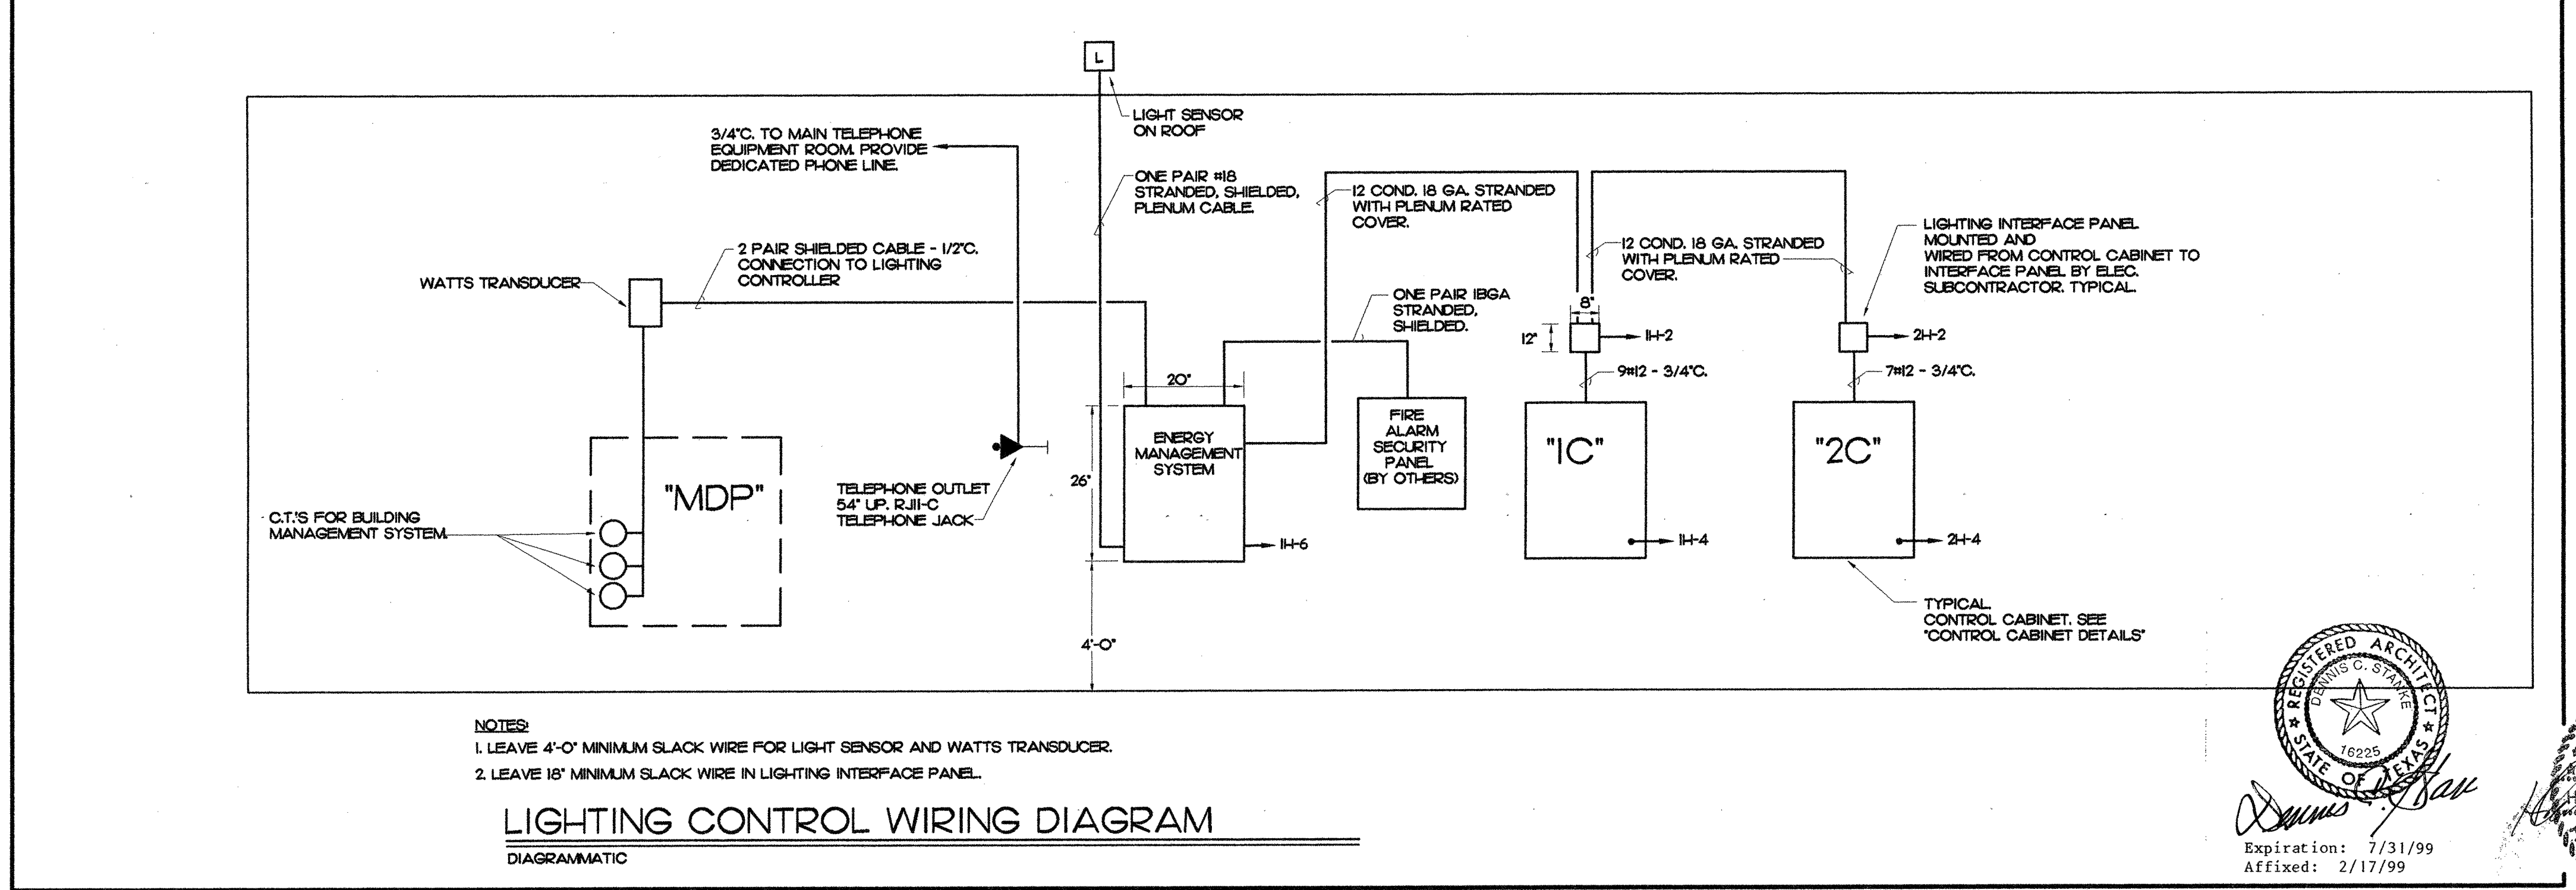 L
LIGHT SENSOR
ON ROOF
3/4"C. TO MAIN TELEPHONE
EQUIPMENT ROOM. PROVIDE
DEDICATED PHONE LINE.
ONE PAIR #18
STRANDED, SHIELDED,
PLENUM CABLE.
12 COND. 18 GA. STRANDED
WITH PLENUM RATED
COVER.
2 PAIR SHIELDED CABLE - 1/2"C.
CONNECTION TO LIGHTING
CONTROLLER
WATTS TRANSDUCER
12 COND. 18 GA. STRANDED
WITH PLENUM RATED
COVER.
LIGHTING INTERFACE PANEL
MOUNTED AND
WIRED FROM CONTROL CABINET TO
INTERFACE PANEL BY ELEC.
SUBCONTRACTOR. TYPICAL.
ONE PAIR 18GA
STRANDED,
SHIELDED.
8"
12"
1H-2
2H-2
9#12 - 3/4"C.
7#12 - 3/4"C.
20"
26"
ENERGY
MANAGEMENT
SYSTEM
FIRE
ALARM
SECURITY
PANEL
(BY OTHERS)
"1C"
"2C"
"MDP"
TELEPHONE OUTLET
54" UP. RJ11-C
TELEPHONE JACK
C.T.'S FOR BUILDING
MANAGEMENT SYSTEM.
1H-6
1H-4
2H-4
4'-0"
TYPICAL
CONTROL CABINET. SEE
"CONTROL CABINET DETAILS"
NOTES:
1. LEAVE 4'-0" MINIMUM SLACK WIRE FOR LIGHT SENSOR AND WATTS TRANSDUCER.
2. LEAVE 18" MINIMUM SLACK WIRE IN LIGHTING INTERFACE PANEL.
LIGHTING CONTROL WIRING DIAGRAM
DIAGRAMMATIC
REGISTERED ARCHITECT
DENNIS C. STANKE
16225
STATE OF TEXAS
Expiration: 7/31/99
Affixed: 2/17/99